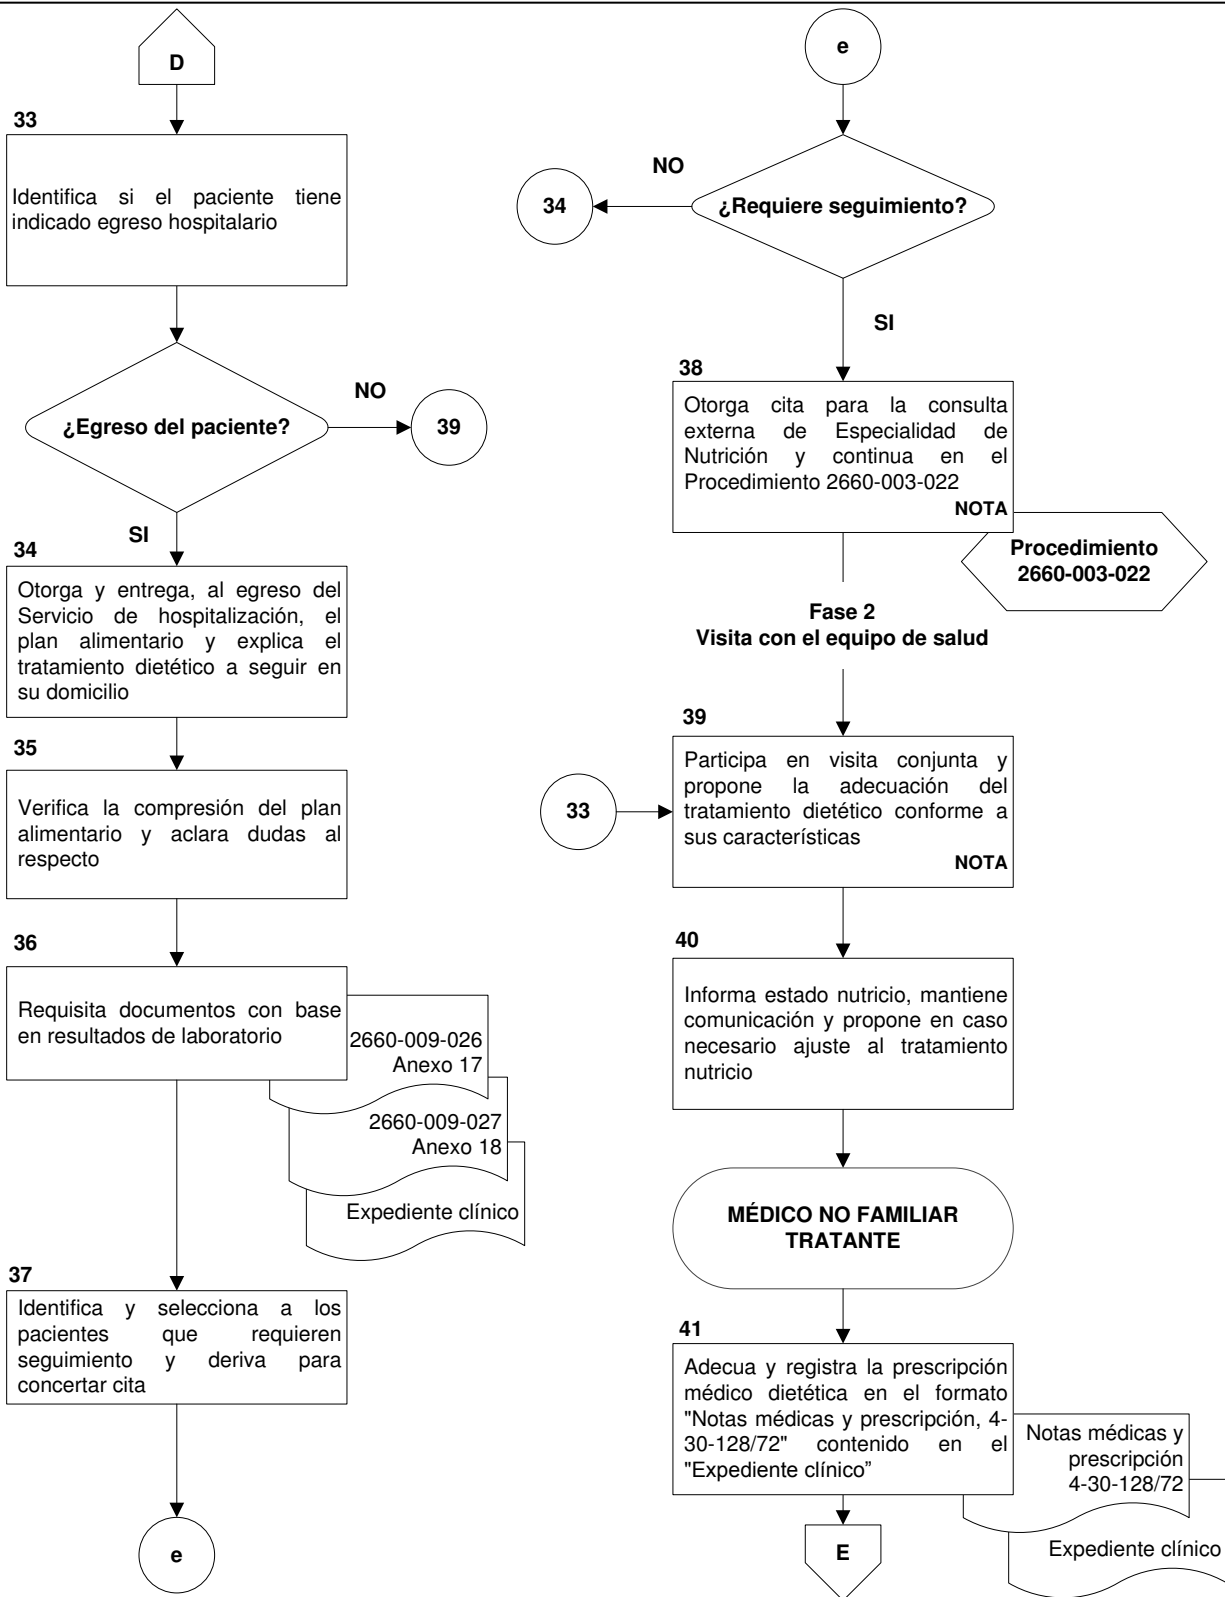 D
33
Identifica si el paciente tiene
indicado egreso hospitalario
¿Egreso del paciente?
NO
39
SI
34
Otorga y entrega, al egreso del
Servicio de hospitalización, el
plan alimentario y explica el
tratamiento dietético a seguir en
su domicilio
35
Verifica la compresión del plan
alimentario y aclara dudas al
respecto
36
Requisita documentos con base
en resultados de laboratorio
2660-009-026
Anexo 17
2660-009-027
Anexo 18
Expediente clínico
37
Identifica y selecciona a los
pacientes que requieren
seguimiento y deriva para
concertar cita
e
e
¿Requiere seguimiento?
NO
34
SI
38
Otorga cita para la consulta
externa de Especialidad de
Nutrición y continua en el
Procedimiento 2660-003-022
NOTA
Procedimiento
2660-003-022
Fase 2
Visita con el equipo de salud
39
Participa en visita conjunta y
propone la adecuación del
tratamiento dietético conforme a
sus características
NOTA
33
40
Informa estado nutricio, mantiene
comunicación y propone en caso
necesario ajuste al tratamiento
nutricio
MÉDICO NO FAMILIAR
TRATANTE
41
Adecua y registra la prescripción
médico dietética en el formato
"Notas médicas y prescripción, 4-
30-128/72" contenido en el
"Expediente clínico”
Notas médicas y
prescripción
4-30-128/72
Expediente clínico
E